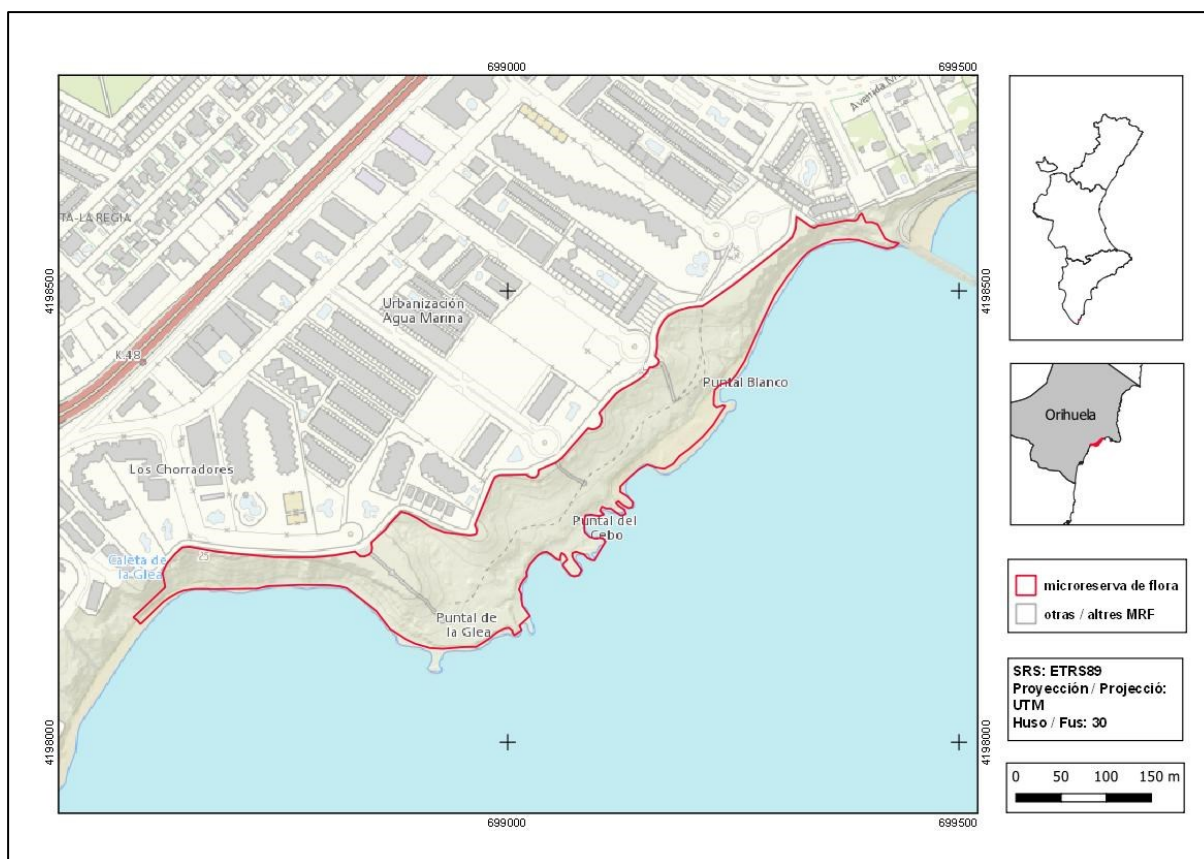 699000
699500
Avenida M
TA-LA REGIA
4198500
4198500
Urbanización
Agua Marina
K.48
Puntal Blanco
Los Chorradores
Puntal del
Cebo
25
Caleta de
la Glea
Puntal de
la Glea
4198000
4198000
699000
699500
Orihuela
microreserva de flora
otras / altres MRF
SRS: ETRS89
Proyección / Projecció:
UTM
Huso / Fus: 30
0 50 100 150 m